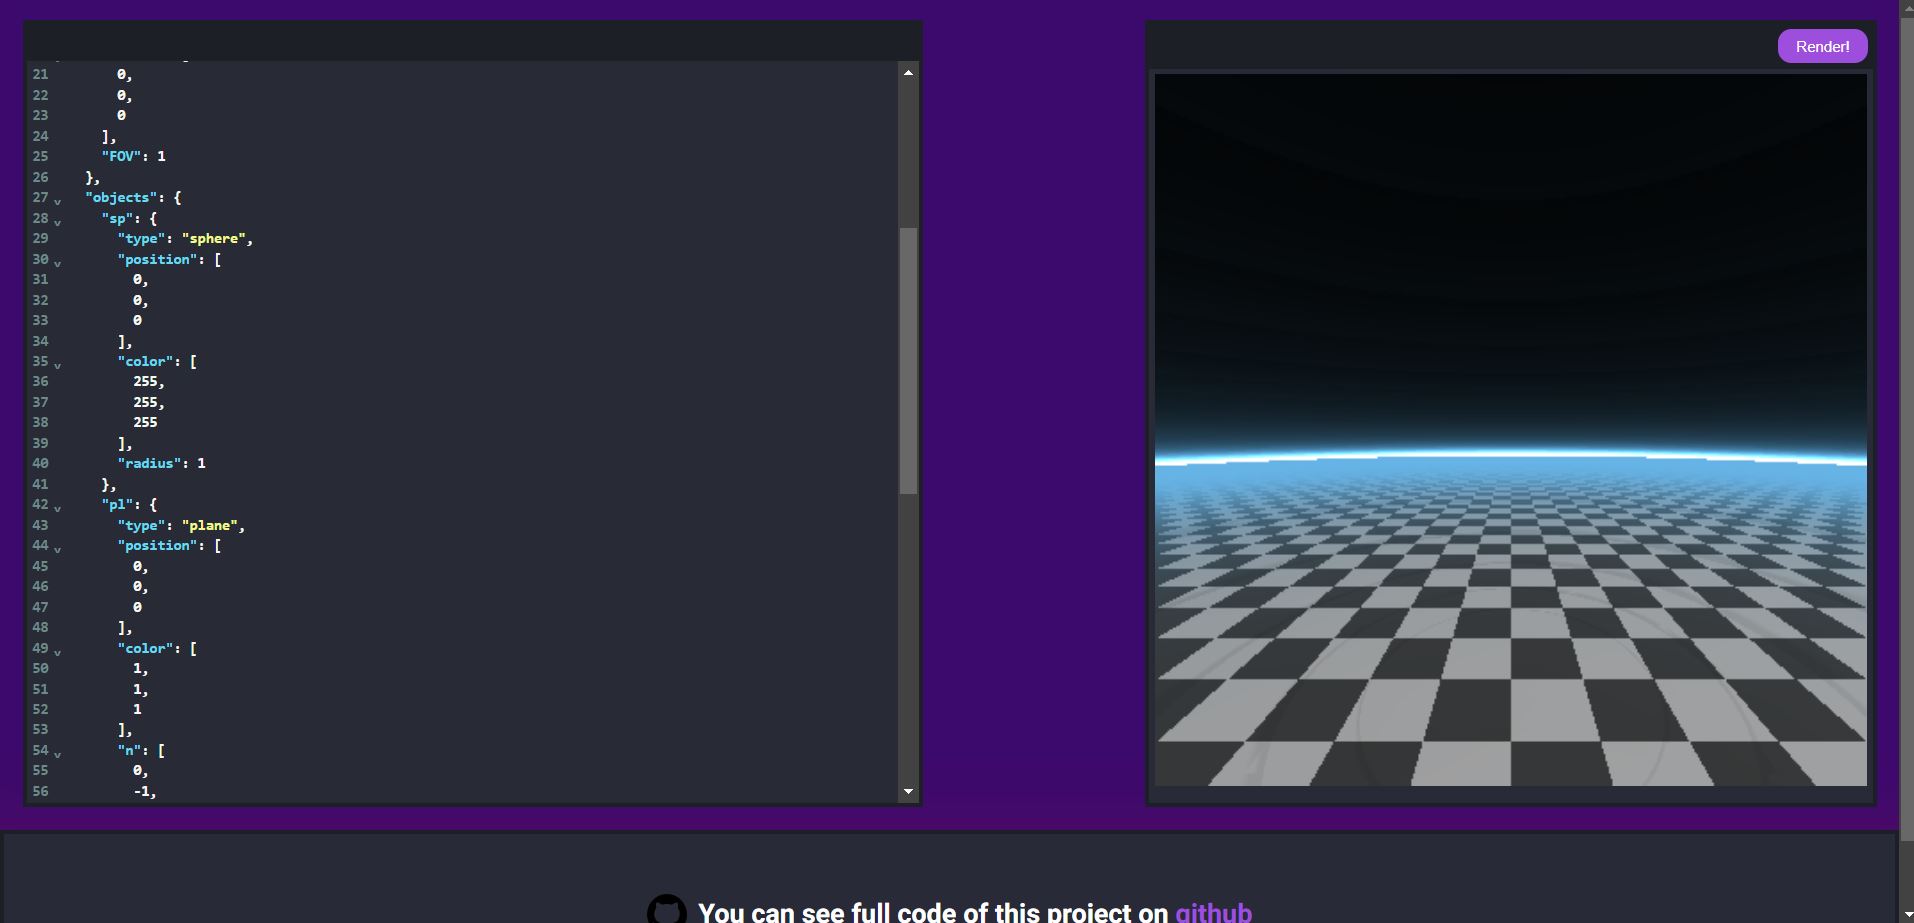 Render!
21 0,
22 0,
23 0
24 ],
25 "FOV": 1
26 },
27 "objects": {
28 "sp": {
29 "type": "sphere",
30 "position": [
31 0,
32 0,
33 0
34 ],
35 "color": [
36 255,
37 255,
38 255
39 ],
40 "radius": 1
41 },
42 "pl": {
43 "type": "plane",
44 "position": [
45 0,
46 0,
47 0
48 ],
49 "color": [
50 1,
51 1,
52 1
53 ],
54 "n": [
55 0,
56 -1,
You can see full code of this project on github